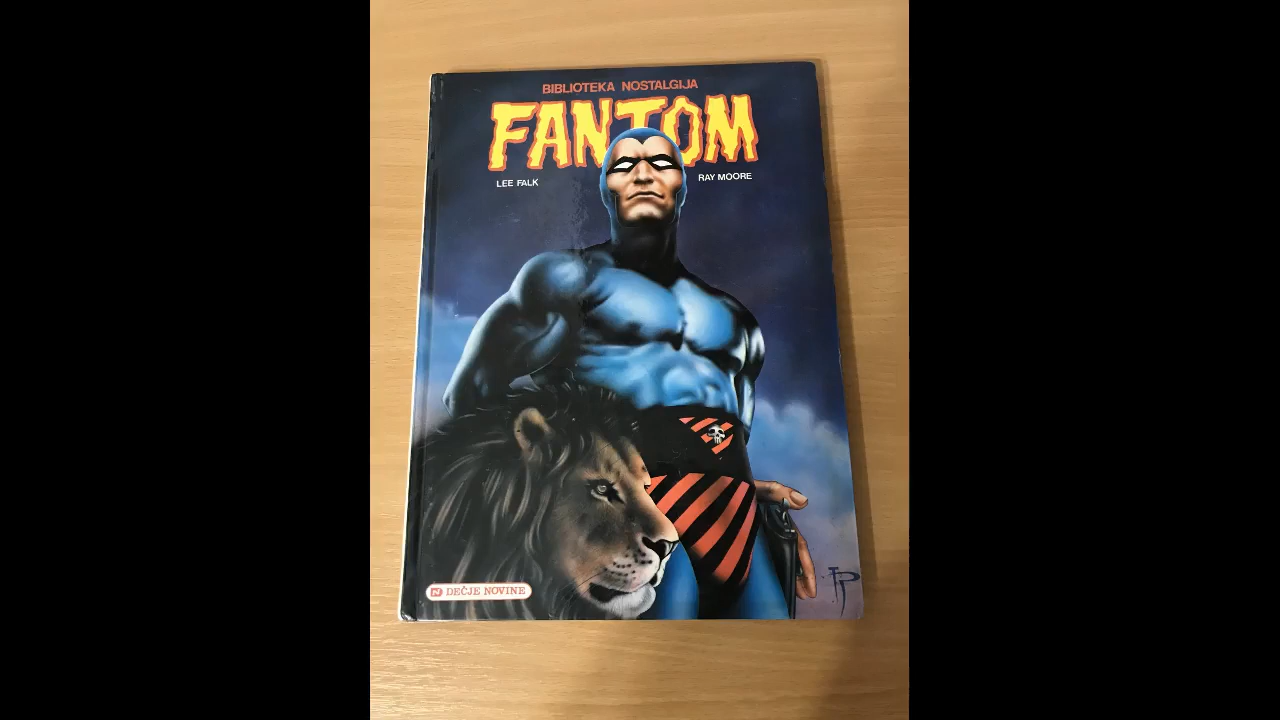 BIBLIOTEKA NOSTALGIJA
FANTOM
LEE FALK
RAY MOORE
DEČJE NOVINE